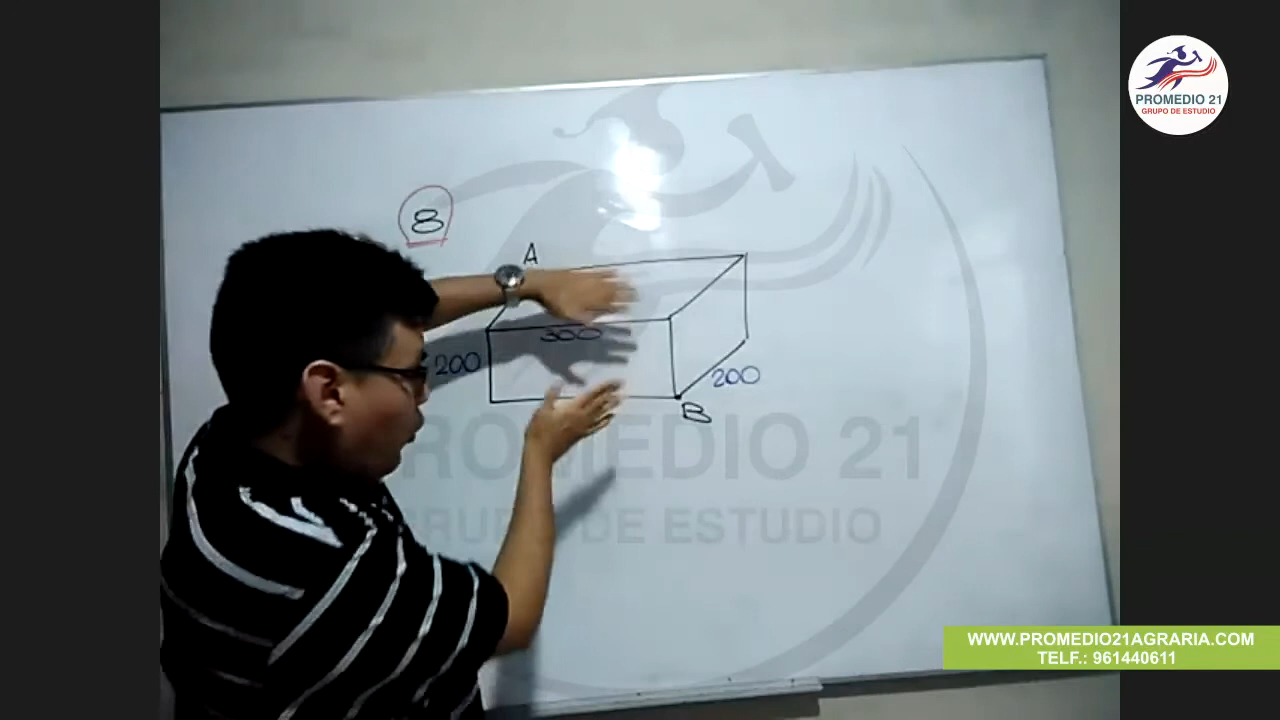 PROMEDIO 21
GRUPO DE ESTUDIO
8
A
300
200
200
B
PROMEDIO 21
GRUPO DE ESTUDIO
WWW.PROMEDIO21AGRARIA.COM
TELF.: 961440611